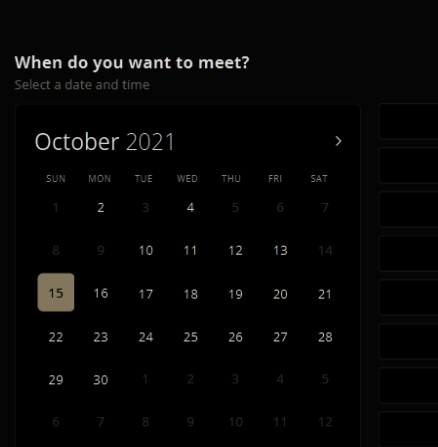 When do you want to meet?
Select a date and time
October 2021
SUN MON TUE WED THU FRI SAT
1 2 3 4 5 6 7
8 9 10 11 12 13 14
15 16 17 18 19 20 21
22 23 24 25 26 27 28
29 30 1 2 3 4 5
6 7 8 9 10 11 12